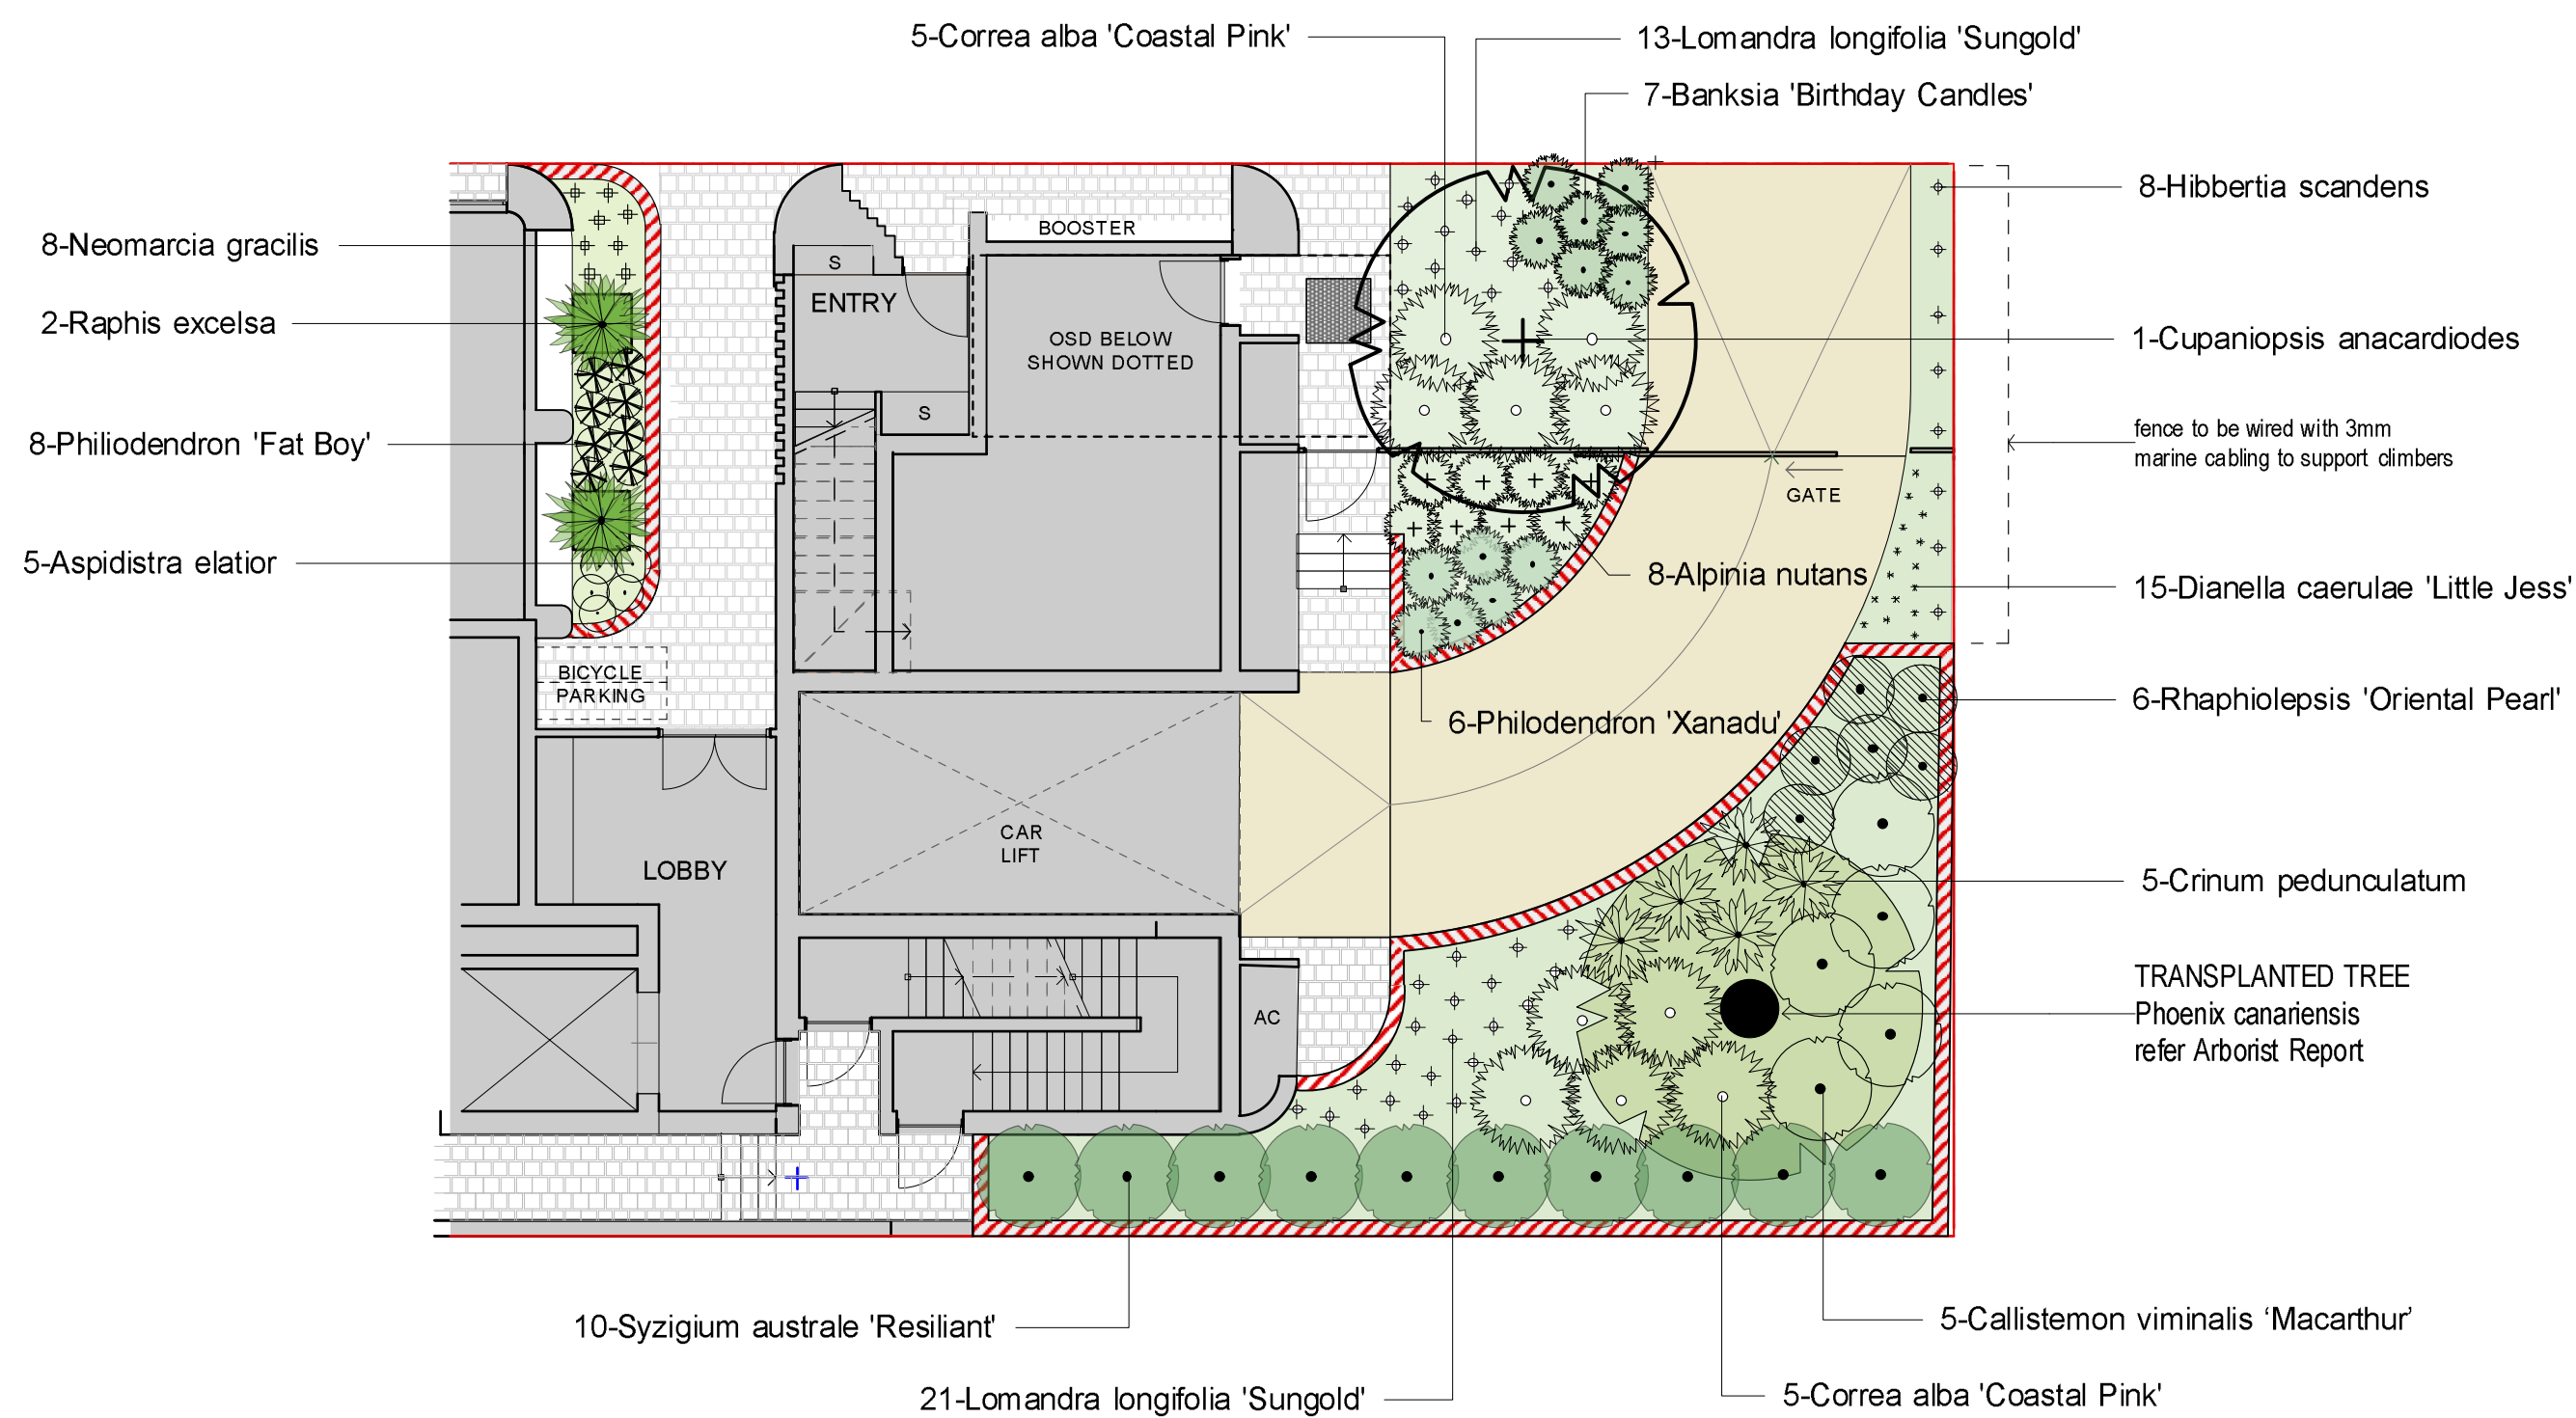 5-Correa alba 'Coastal Pink'
13-Lomandra longifolia 'Sungold'
7-Banksia 'Birthday Candles'
8-Hibbertia scandens
8-Neomarcia gracilis
BOOSTER
S
ENTRY
2-Raphis excelsa
OSD BELOW
SHOWN DOTTED
1-Cupaniopsis anacardiodes
S
8-Philiodendron 'Fat Boy'
fence to be wired with 3mm
marine cabling to support climbers
GATE
5-Aspidistra elatior
8-Alpinia nutans
15-Dianella caerulae 'Little Jess'
BICYCLE
PARKING
6-Philodendron 'Xanadu'
6-Rhaphiolepsis 'Oriental Pearl'
CAR
LIFT
LOBBY
5-Crinum pedunculatum
TRANSPLANTED TREE
Phoenix canariensis
refer Arborist Report
AC
10-Syzigium australe 'Resiliant'
5-Callistemon viminalis ‘Macarthur’
21-Lomandra longifolia 'Sungold'
5-Correa alba 'Coastal Pink'